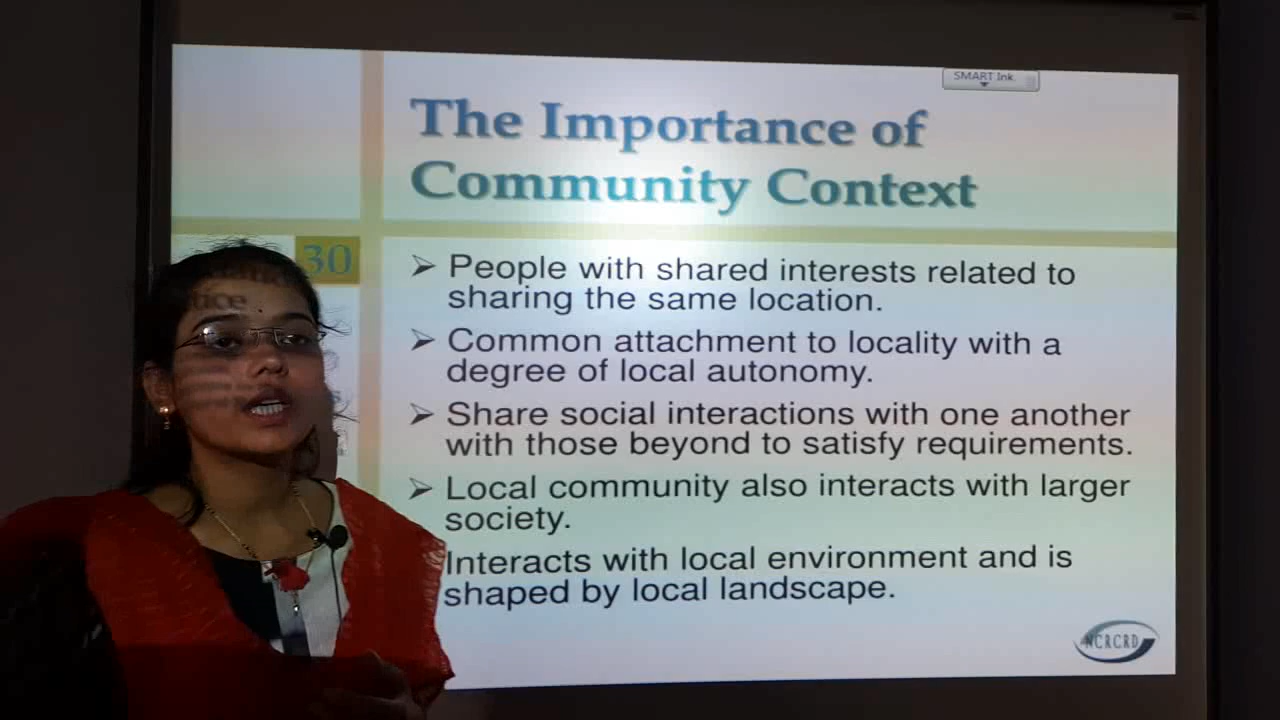 SMART Ink
The Importance of
Community Context
30
➢ People with shared interests related to
sharing the same location.
➢ Common attachment to locality with a
degree of local autonomy.
➢ Share social interactions with one another
with those beyond to satisfy requirements.
➢ Local community also interacts with larger
society.
Interacts with local environment and is
shaped by local landscape.
NCRCRD